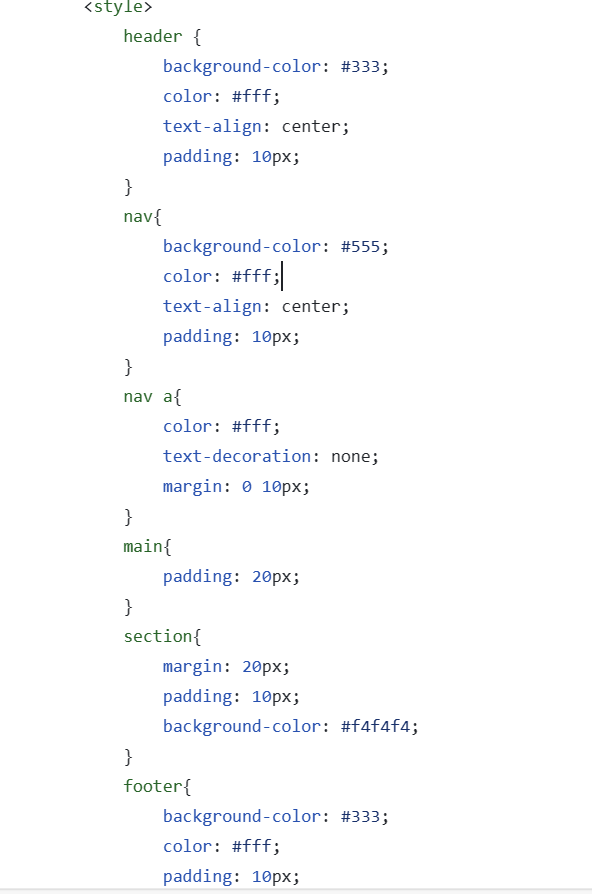 <style>
header {
background-color: #333;
color: #fff;
text-align: center;
padding: 10px;
}
nav{
background-color: #555;
color: #fff;
text-align: center;
padding: 10px;
}
nav a{
color: #fff;
text-decoration: none;
margin: 0 10px;
}
main{
padding: 20px;
}
section{
margin: 20px;
padding: 10px;
background-color: #f4f4f4;
}
footer{
background-color: #333;
color: #fff;
padding: 10px;